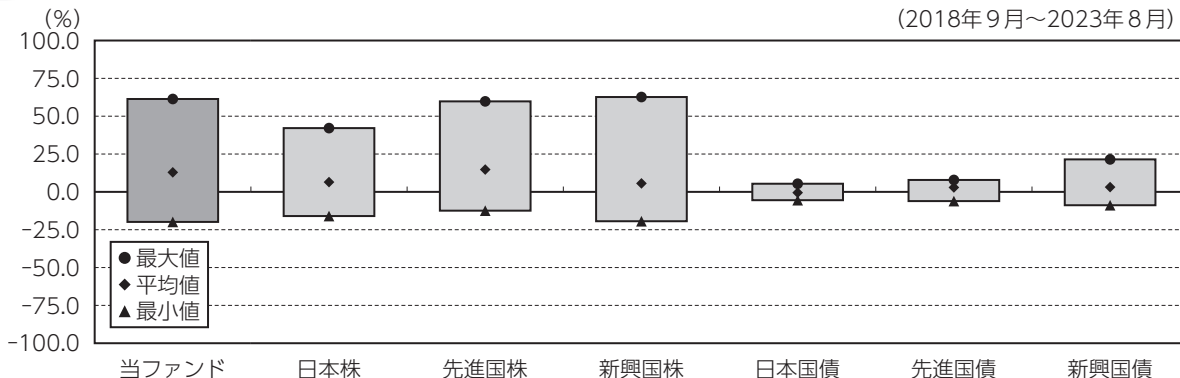 (%)
(2018年9月～2023年8月)
100.0
75.0
50.0
25.0
0.0
-25.0
-50.0
-75.0
-100.0
●最大値
◆平均値
▲最小値
当ファンド 日本株 先進国株 新興国株 日本国債 先進国債 新興国債